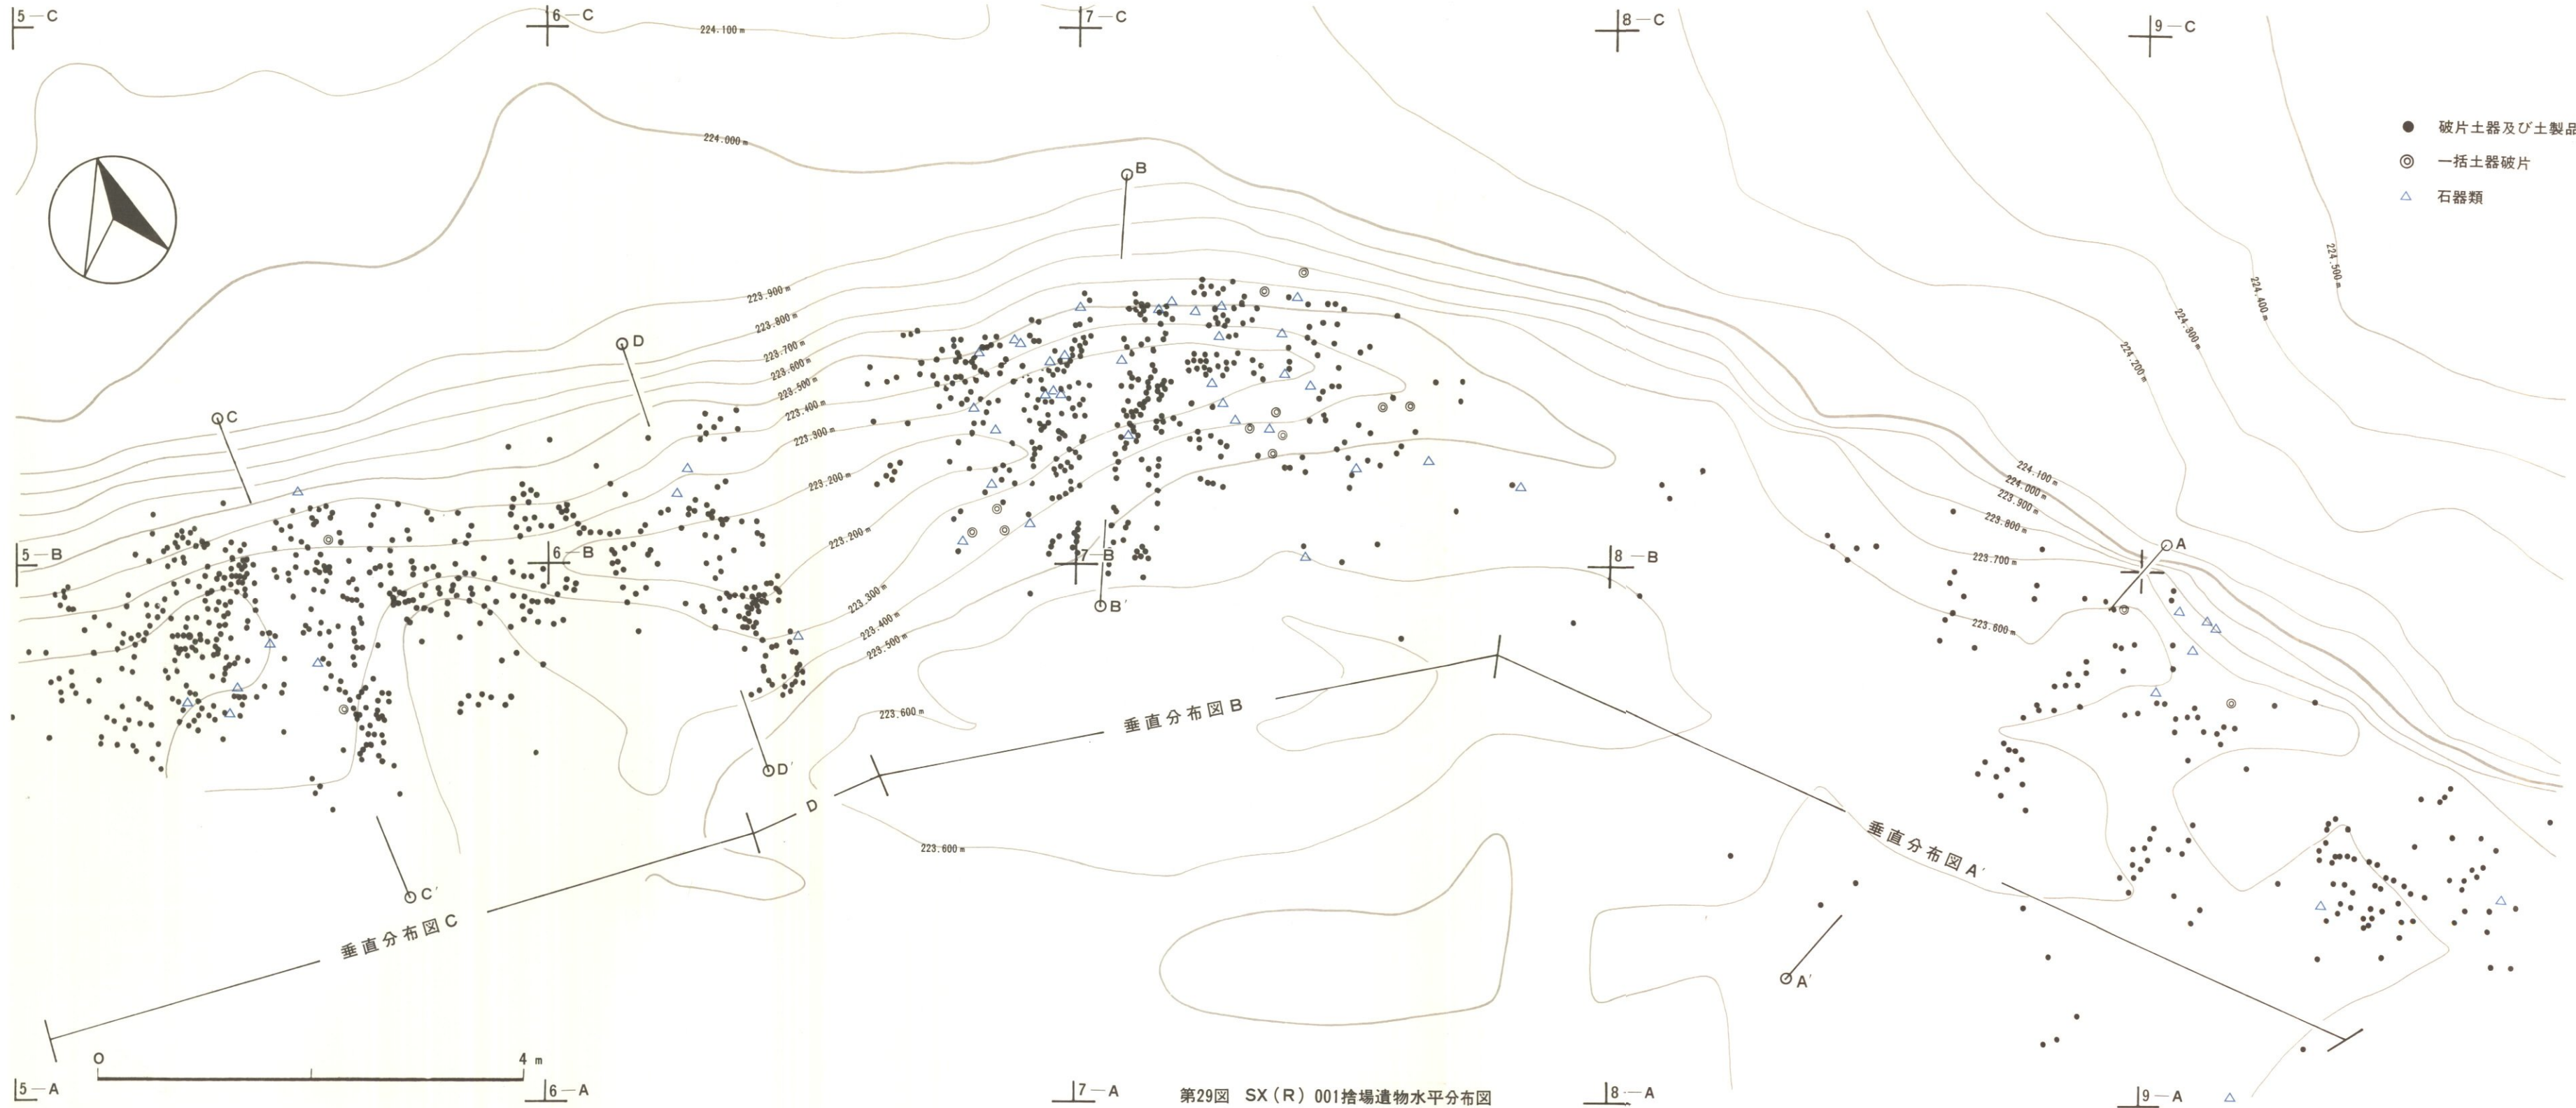 5—C
6—C
7—C
8—C
9—C
224.100m
224.000m
破片土器及び土製品
一括土器破片
石器類
B
224.500m
224.400m
224.300m
224.200m
223.900m
223.800m
223.700m
223.600m
223.500m
223.400m
223.300m
223.200m
D
C
224.100m
224.000m
223.900m
223.800m
223.700m
223.600m
A
5—B
6—B
7—B
8—B
B'
223.200m
223.300m
223.400m
223.500m
223.600m
垂直分布図B
D'
D
223.600m
垂直分布図A'
C'
垂直分布図C
A'
0
4 m
5—A
6—A
7—A
8—A
9—A
第29図 SX(R)001捨場遺物水平分布図